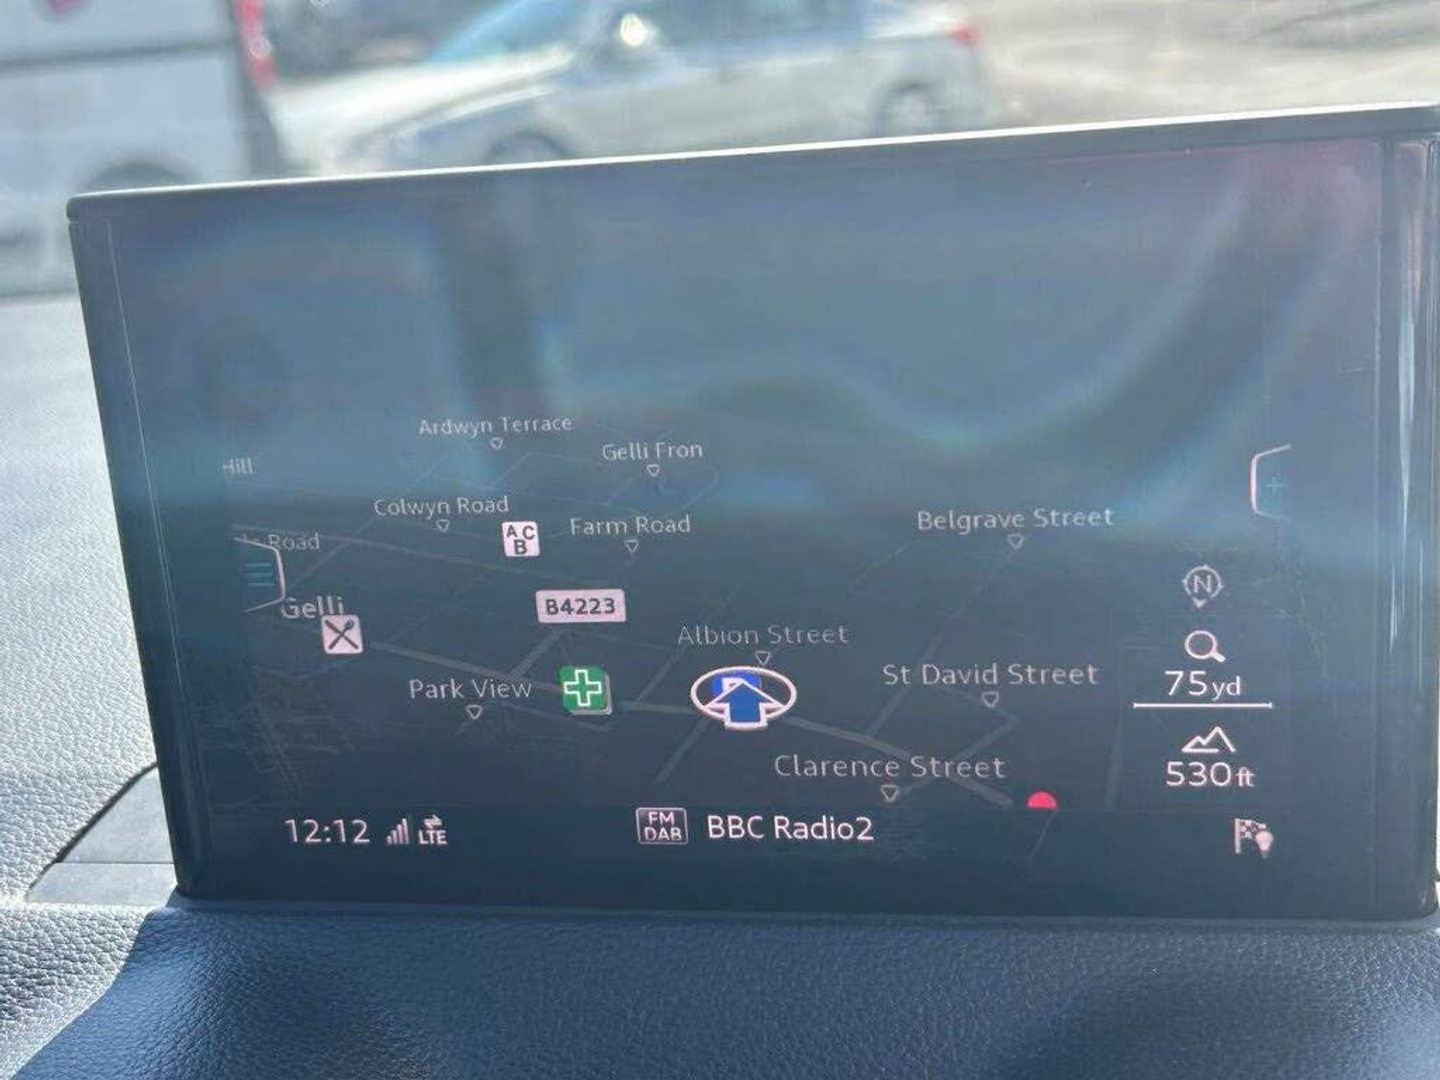 Ardwyn Terrace
Gelli Fron
Hill
Colwyn Road
A C
B
Farm Road
Belgrave Street
Road
Gelli
B4223
N
Albion Street
St David Street
75yd
Park View
Clarence Street
530ft
12:12 LTE
FM
DAB
BBC Radio2